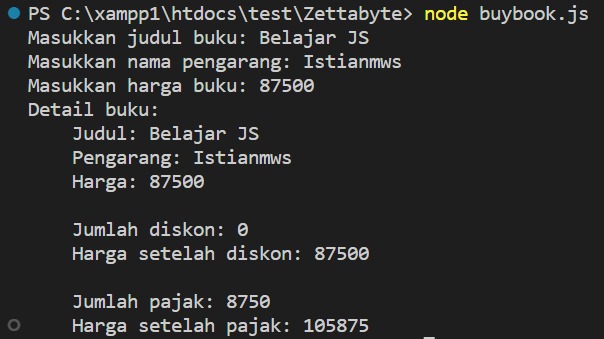 PS C:\xampp1\htdocs\test\Zettabyte> node buybook.js
Masukkan judul buku: Belajar JS
Masukkan nama pengarang: Istianmws
Masukkan harga buku: 87500
Detail buku:
Judul: Belajar JS
Pengarang: Istianmws
Harga: 87500
Jumlah diskon: 0
Harga setelah diskon: 87500
Jumlah pajak: 8750
Harga setelah pajak: 105875